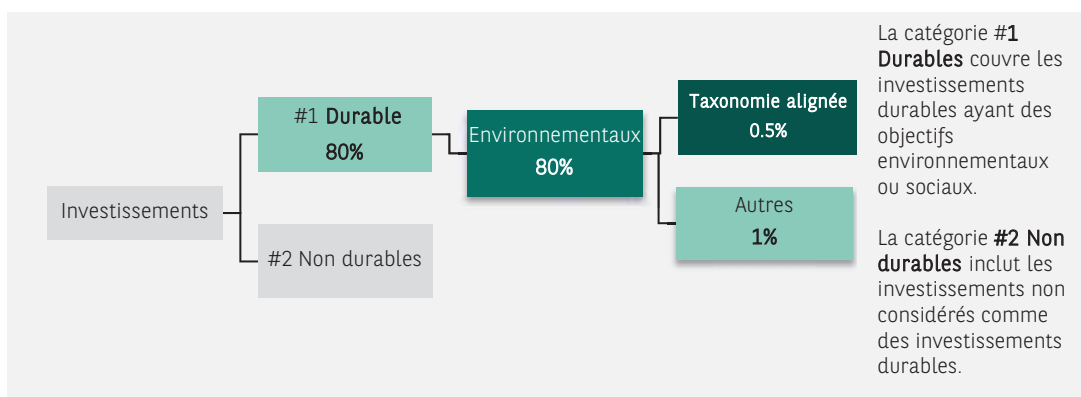 Investissements
#1 Durable
80%
#2 Non durables
Environnementaux
80%
Taxonomie alignée
0.5%
Autres
1%
La catégorie #1
Durables couvre les
investissements
durables ayant des
objectifs
environnementaux
ou sociaux.
La catégorie #2 Non
durables inclut les
investissements non
considérés comme
des investissements
durables.